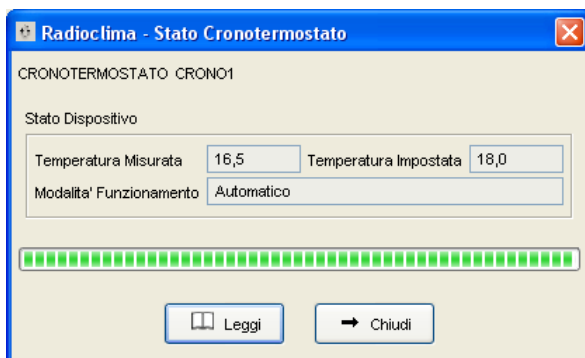 Radioclima - Stato Cronotermostato
CRONOTERMOSTATO CRONO1
Stato Dispositivo
Temperatura Misurata 16,5 Temperatura Impostata 18,0
Modalita' Funzionamento Automatico
Leggi Chiudi